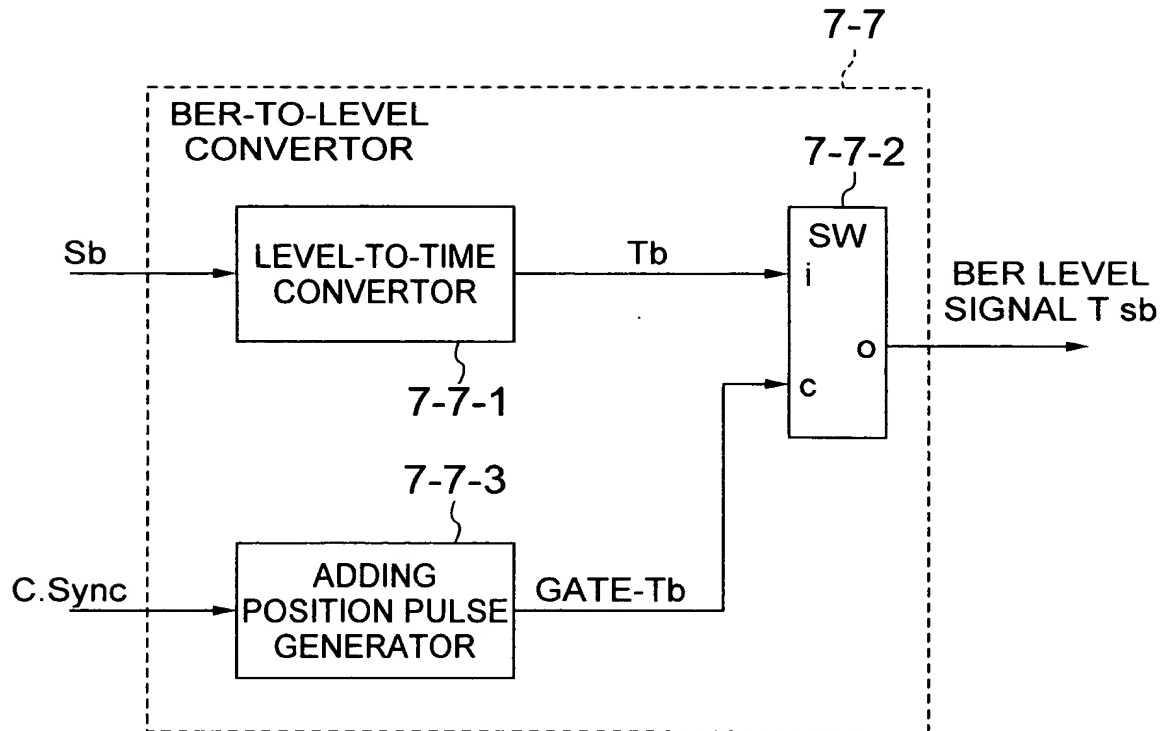 7-7
BER-TO-LEVEL
CONVERTOR
7-7-2
Sb
LEVEL-TO-TIME
CONVERTOR
Tb
SW
i
o
c
BER LEVEL
SIGNAL T sb
7-7-1
7-7-3
C.Sync
ADDING
POSITION PULSE
GENERATOR
GATE-Tb